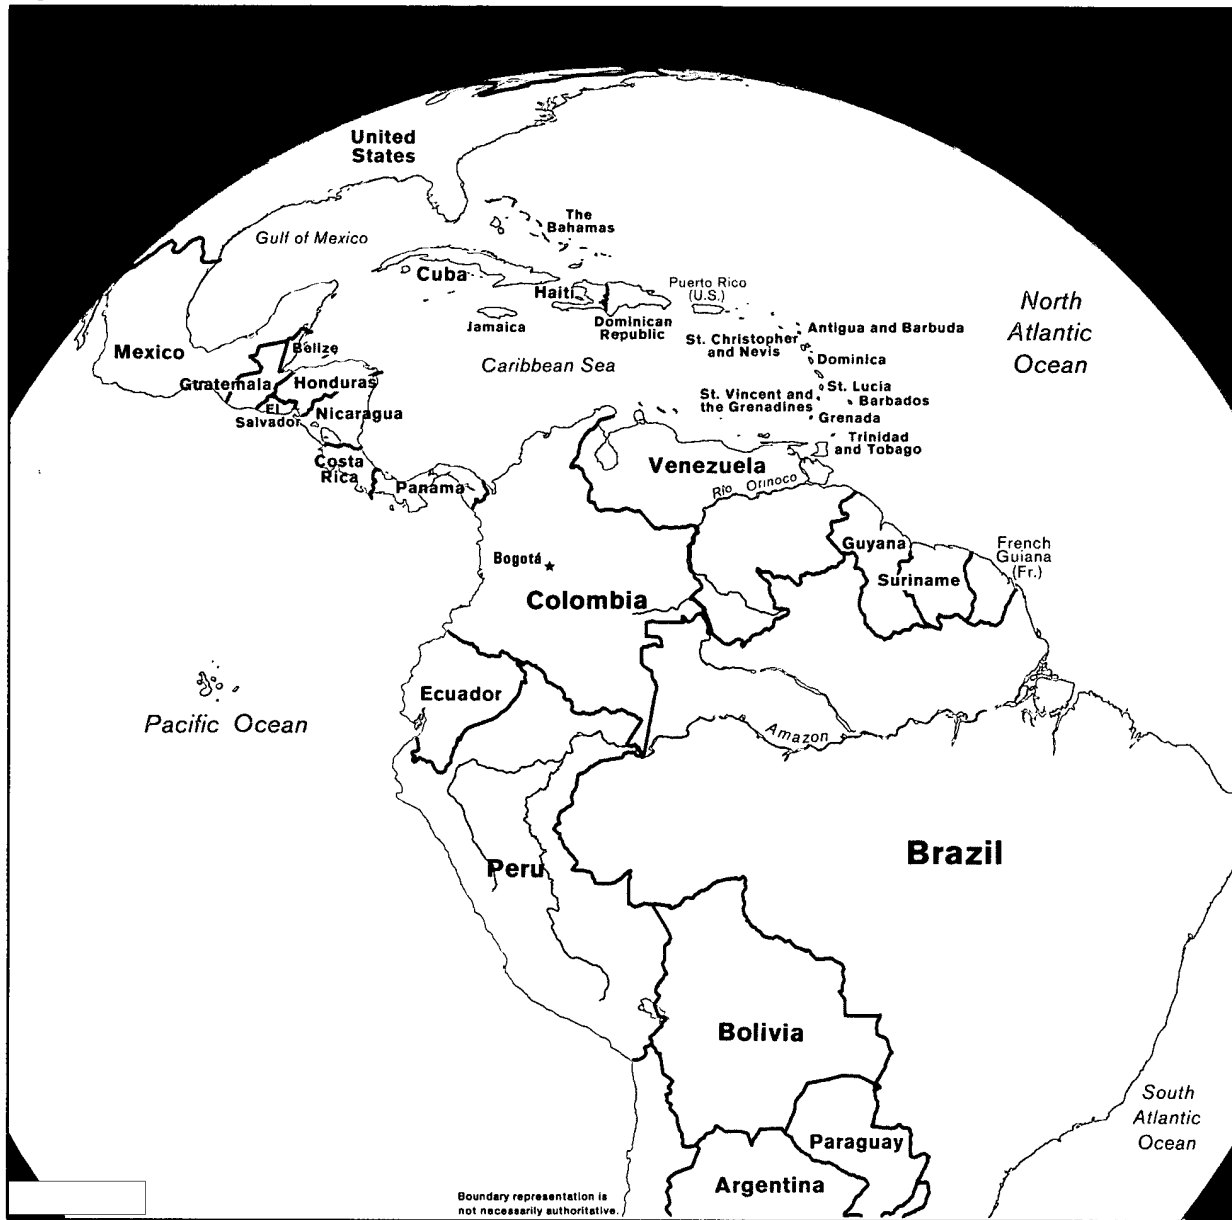 United
States
The
Bahamas
Gulf of Mexico
Cuba
Haiti
Puerto Rico
(U.S.)
North
Atlantic
Ocean
Jamaica
Dominican
Republic
Antigua and Barbuda
St. Christopher
and Nevis
Mexico
Belize
Dominica
Caribbean Sea
Guatemala
Honduras
St. Lucia
St. Vincent and
the Grenadines
Barbados
El
Salvador
Nicaragua
Grenada
Trinidad
and Tobago
Costa
Rica
Venezuela
Panama
Río Orinoco
Guyana
French
Guiana
(Fr.)
Bogotá
Suriname
Colombia
Ecuador
Pacific Ocean
Amazon
Brazil
Peru
Bolivia
South
Atlantic
Ocean
Paraguay
Argentina
Boundary representation is
not necessarily authoritative.